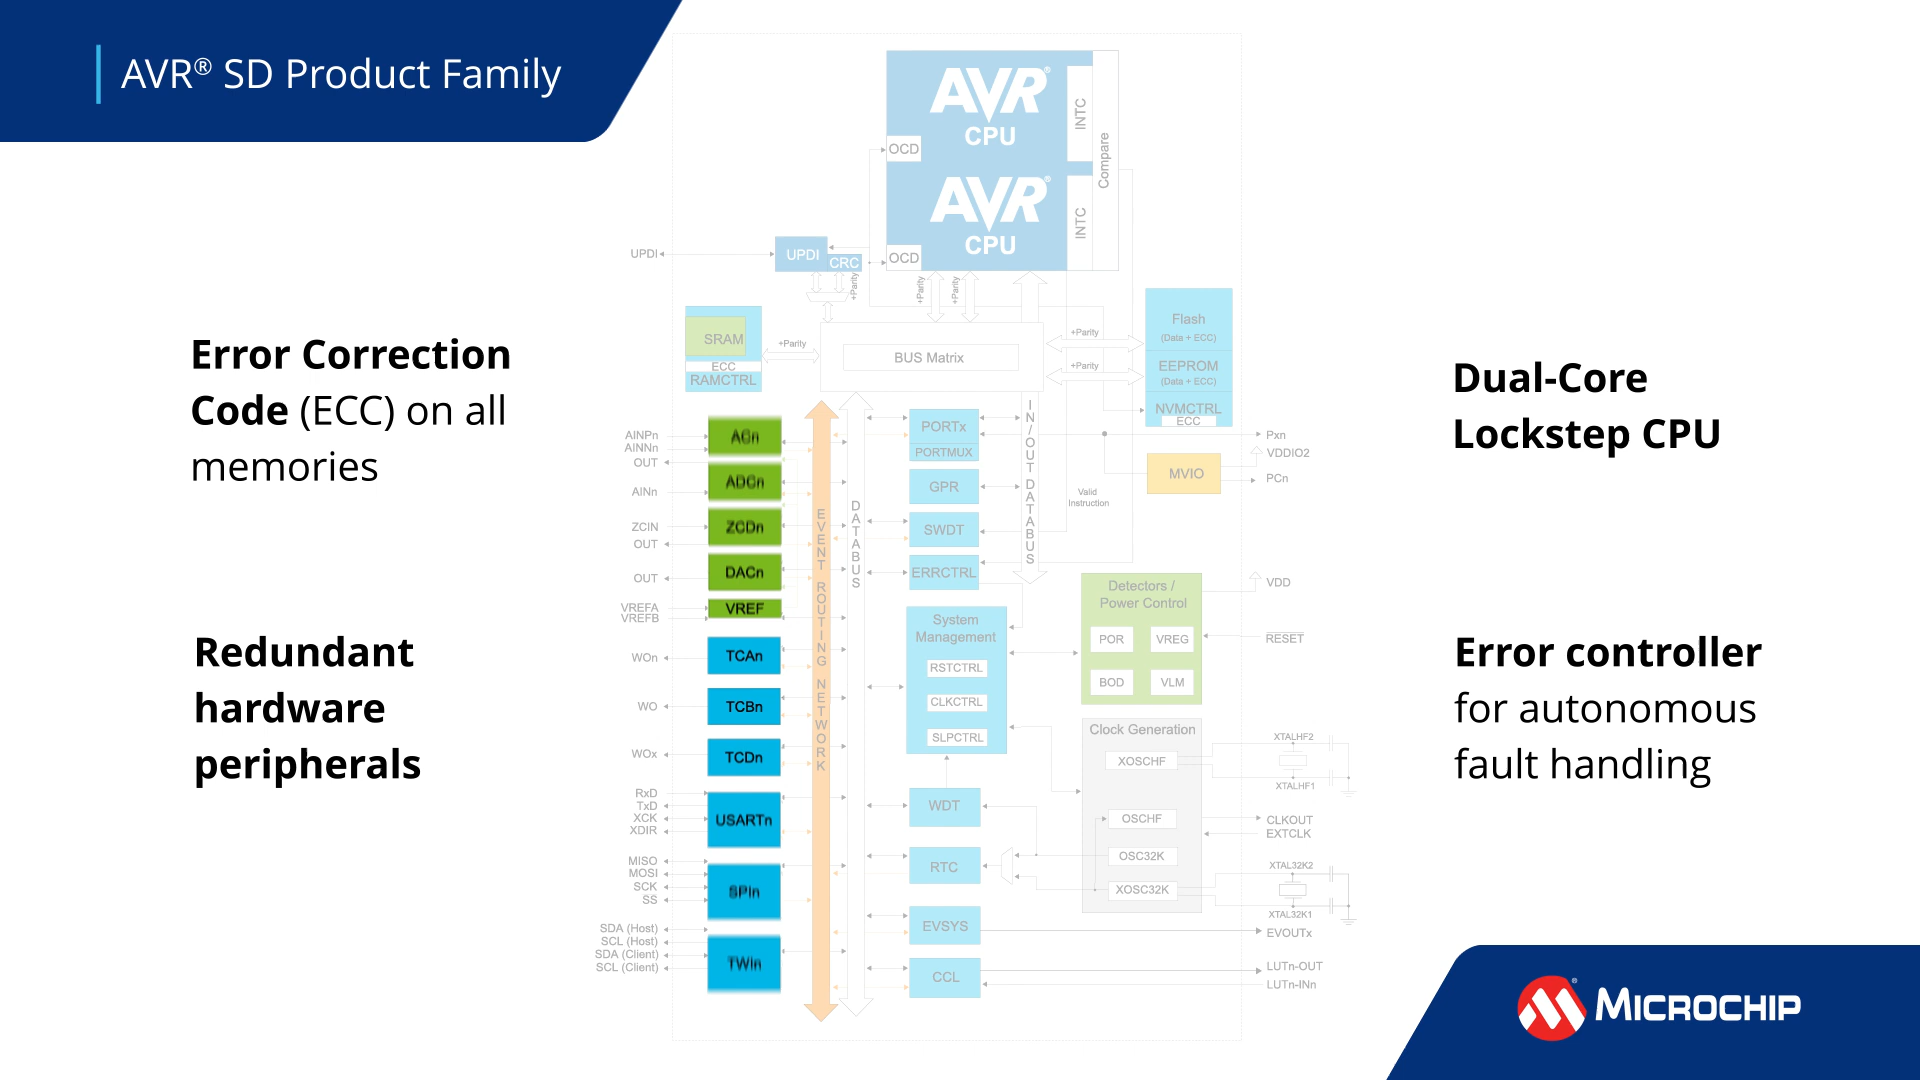 AVR® SD Product Family
Error Correction
Code (ECC) on all
memories
Redundant
hardware
peripherals
Dual-Core
Lockstep CPU
Error controller
for autonomous
fault handling
AVR®
CPU
INTC
OCD
AVR®
CPU
INTC
OCD
Compare
UPDI
UPDI
CRC
+Parity
+Parity
+Parity
SRAM
ECC
RAMCTRL
+Parity
BUS Matrix
+Parity
+Parity
Flash
(Data + ECC)
EEPROM
(Data + ECC)
NVMCTRL
ECC
AINPn
AINNn
OUT
ACn
AINn
ADCn
ZCIN
OUT
ZCDn
OUT
DACn
VREFA
VREFB
VREF
WOn
TCAn
WO
TCBn
WOx
TCDn
RxD
TxD
XCK
XDIR
USARTn
MISO
MOSI
SCK
SS
SPIn
SDA (Host)
SCL (Host)
SDA (Client)
SCL (Client)
TWIn
EVENT ROUTING NETWORK
DATABUS
IN/OUT DATABUS
PORTx
PORTMUX
GPR
SWDT
ERRCTRL
Valid
Instruction
System
Management
RSTCTRL
CLKCTRL
SLPCTRL
WDT
RTC
EVSYS
CCL
Pxn
VDDIO2
MVIO
PCn
Detectors /
Power Control
POR
VREG
BOD
VLM
VDD
RESET
Clock Generation
XOSCHF
OSCHF
OSC32K
XOSC32K
XTALHF2
XTALHF1
CLKOUT
EXTCLK
XTAL32K2
XTAL32K1
EVOUTx
LUTn-OUT
LUTn-INn
MICROCHIP